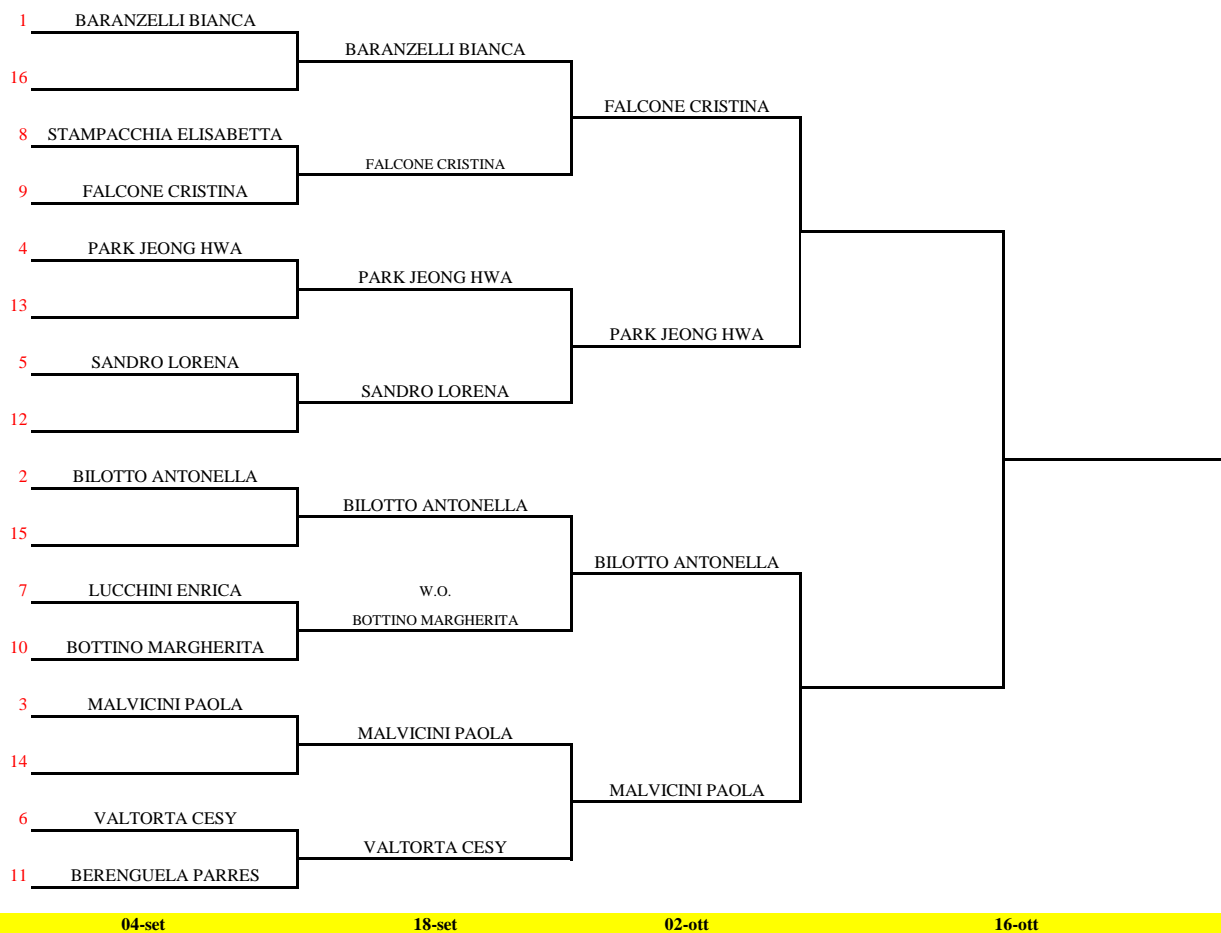 1 BARANZELLI BIANCA
BARANZELLI BIANCA
16
FALCONE CRISTINA
8 STAMPACCHIA ELISABETTA
FALCONE CRISTINA
9 FALCONE CRISTINA
4 PARK JEONG HWA
PARK JEONG HWA
13
PARK JEONG HWA
5 SANDRO LORENA
SANDRO LORENA
12
2 BILOTTO ANTONELLA
BILOTTO ANTONELLA
15
BILOTTO ANTONELLA
7 LUCCHINI ENRICA W.O.
BOTTINO MARGHERITA
10 BOTTINO MARGHERITA
3 MALVICINI PAOLA
MALVICINI PAOLA
14
MALVICINI PAOLA
6 VALTORTA CESY
VALTORTA CESY
11 BERENGUELA PARRES
04-set 18-set 02-ott 16-ott